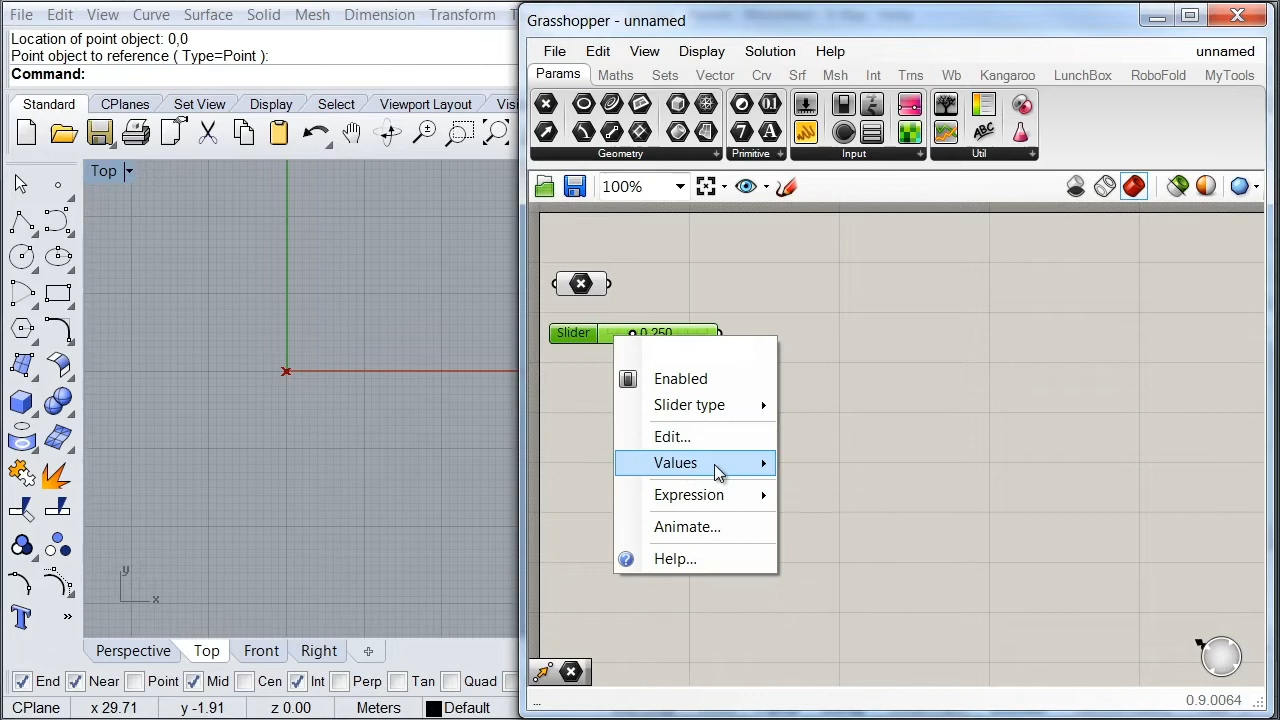 File Edit View Curve Surface Solid Mesh Dimension Transform
Location of point object: 0,0
Point object to reference ( Type=Point ):
Command:
Standard CPlanes Set View Display Select Viewport Layout
Top
y
x
Perspective Top Front Right
End Near Point Mid Cen Int Perp Tan Quad
CPlane x 29.71 y -1.91 z 0.00 Meters Default
Grasshopper - unnamed
File Edit View Display Solution Help unnamed
Params Maths Sets Vector Crv Srf Msh Int Trns Wb Kangaroo LunchBox RoboFold MyTools
Geometry Primitive Input Util
100%
Slider 0.250
Enabled
Slider type
Edit...
Values
Expression
Animate...
Help...
... 0.9.0064